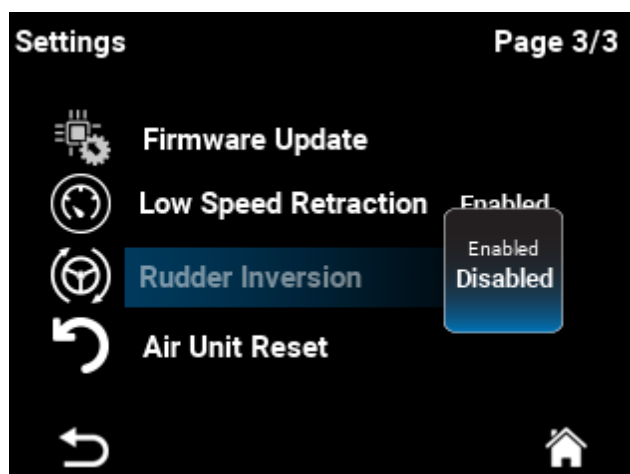 Settings Page 3/3
Firmware Update
Low Speed Retraction Enabled
Enabled
Rudder Inversion Disabled
Air Unit Reset